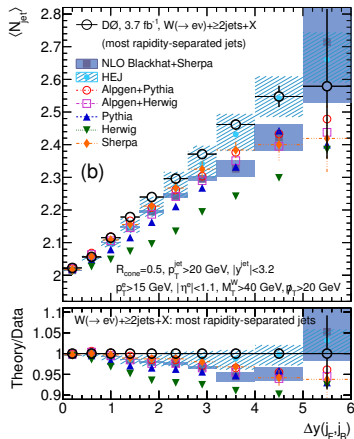 ⟨N_jet⟩
DØ, 3.7 fb⁻¹, W(→ eν)+≥2jets+X
(most rapidity-separated jets)
NLO Blackhat+Sherpa
HEJ
Alpgen+Pythia
Alpgen+Herwig
Pythia
Herwig
Sherpa
(b)
2.8
2.7
2.6
2.5
2.4
2.3
2.2
2.1
2
R_cone=0.5, p_T^jet>20 GeV, |y^jet|<3.2
p_T^e>15 GeV, |η^e|<1.1, M_T^W>40 GeV, p̸_T>20 GeV
Theory/Data
W(→ eν)+≥2jets+X: most rapidity-separated jets
1.1
1.05
1
0.95
0.9
0 1 2 3 4 5 6
Δy(j_F, j_B)